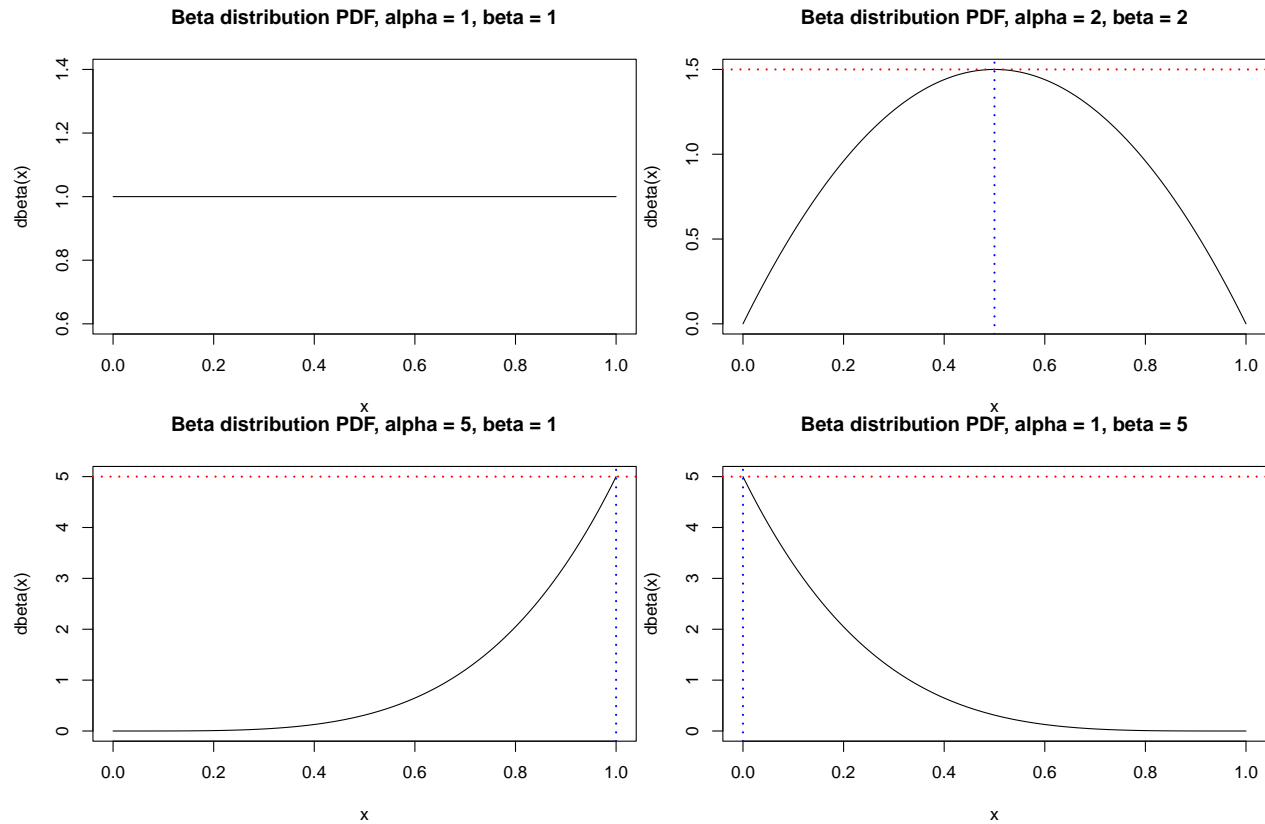 Beta distribution PDF, alpha = 1, beta = 1
dbeta(x)
1.4
1.2
1.0
0.8
0.6
0.0 0.2 0.4 0.6 0.8 1.0
x
Beta distribution PDF, alpha = 2, beta = 2
dbeta(x)
1.5
1.0
0.5
0.0
0.0 0.2 0.4 0.6 0.8 1.0
x
Beta distribution PDF, alpha = 5, beta = 1
dbeta(x)
5
4
3
2
1
0
0.0 0.2 0.4 0.6 0.8 1.0
x
Beta distribution PDF, alpha = 1, beta = 5
dbeta(x)
5
4
3
2
1
0
0.0 0.2 0.4 0.6 0.8 1.0
x